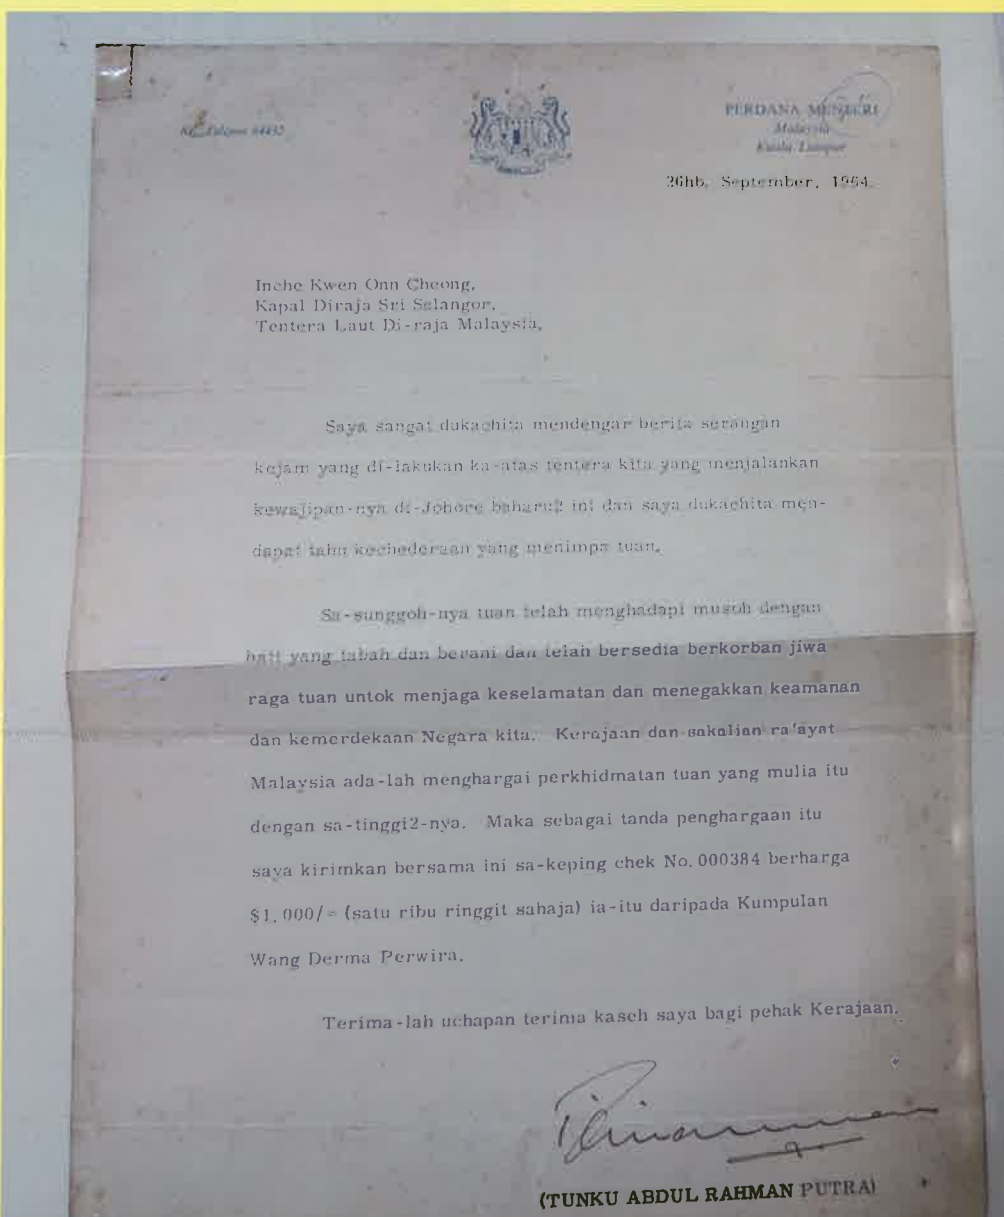 PERDANA MENTERI
Malaysia
Kuala Lumpur
26hb. September, 1964.
Inche Kwen Onn Cheong,
Kapal Diraja Sri Selangor,
Tentera Laut Di-raja Malaysia.
Saya sangat dukachita mendengar berita serangan
kejam yang di-lakukan ka-atas tentera kita yang menjalankan
kewajipan-nya di-Johore baharu2 ini dan saya dukachita men-
dapat tahu kechederaan yang menimpa tuan.
Sa-sunggoh-nya tuan telah menghadapi musoh dengan
hati yang tabah dan berani dan telah bersedia berkorban jiwa
raga tuan untok menjaga keselamatan dan menegakkan keamanan
dan kemerdekaan Negara kita. Kerajaan dan sakalian ra'ayat
Malaysia ada-lah menghargai perkhidmatan tuan yang mulia itu
dengan sa-tinggi2-nya. Maka sebagai tanda penghargaan itu
saya kirimkan bersama ini sa-keping chek No. 000384 berharga
$1,000/= (satu ribu ringgit sahaja) ia-itu daripada Kumpulan
Wang Derma Perwira.
Terima-lah uchapan terima kaseh saya bagi pehak Kerajaan.
(TUNKU ABDUL RAHMAN PUTRA)